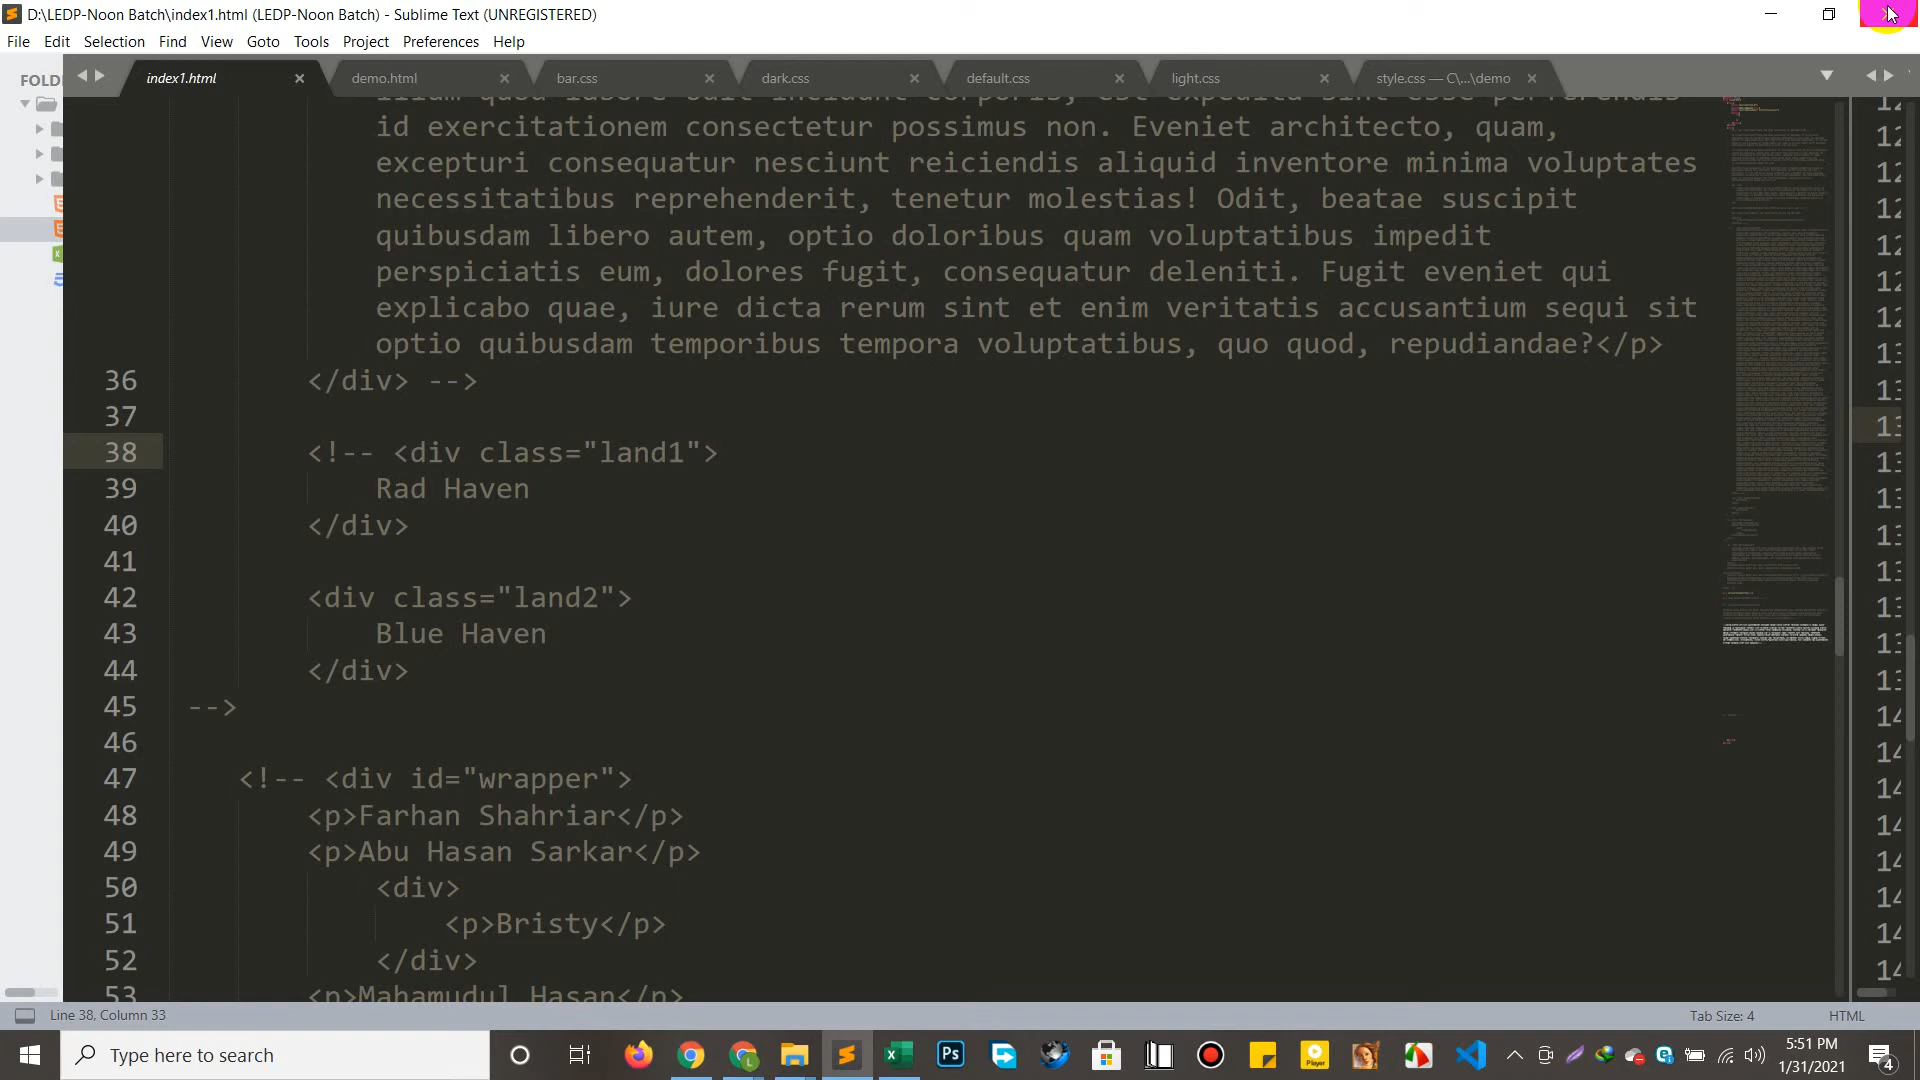 D:\LEDP-Noon Batch\index1.html (LEDP-Noon Batch) - Sublime Text (UNREGISTERED)
File Edit Selection Find View Goto Tools Project Preferences Help
index1.html demo.html bar.css dark.css default.css light.css style.css — C\...\demo
id exercitationem consectetur possimus non. Eveniet architecto, quam,
excepturi consequatur nesciunt reiciendis aliquid inventore minima voluptates
necessitatibus reprehenderit, tenetur molestias! Odit, beatae suscipit
quibusdam libero autem, optio doloribus quam voluptatibus impedit
perspiciatis eum, dolores fugit, consequatur deleniti. Fugit eveniet qui
explicabo quae, iure dicta rerum sint et enim veritatis accusantium sequi sit
optio quibusdam temporibus tempora voluptatibus, quo quod, repudiandae?</p>
36 </div> -->
37
38 <!-- <div class="land1">
39 Rad Haven
40 </div>
41
42 <div class="land2">
43 Blue Haven
44 </div>
45 -->
46
47 <!-- <div id="wrapper">
48 <p>Farhan Shahriar</p>
49 <p>Abu Hasan Sarkar</p>
50 <div>
51 <p>Bristy</p>
52 </div>
53 <p>Mahamudul Hasan</p>
Line 38, Column 33
Tab Size: 4 HTML
Type here to search
5:51 PM
1/31/2021
4